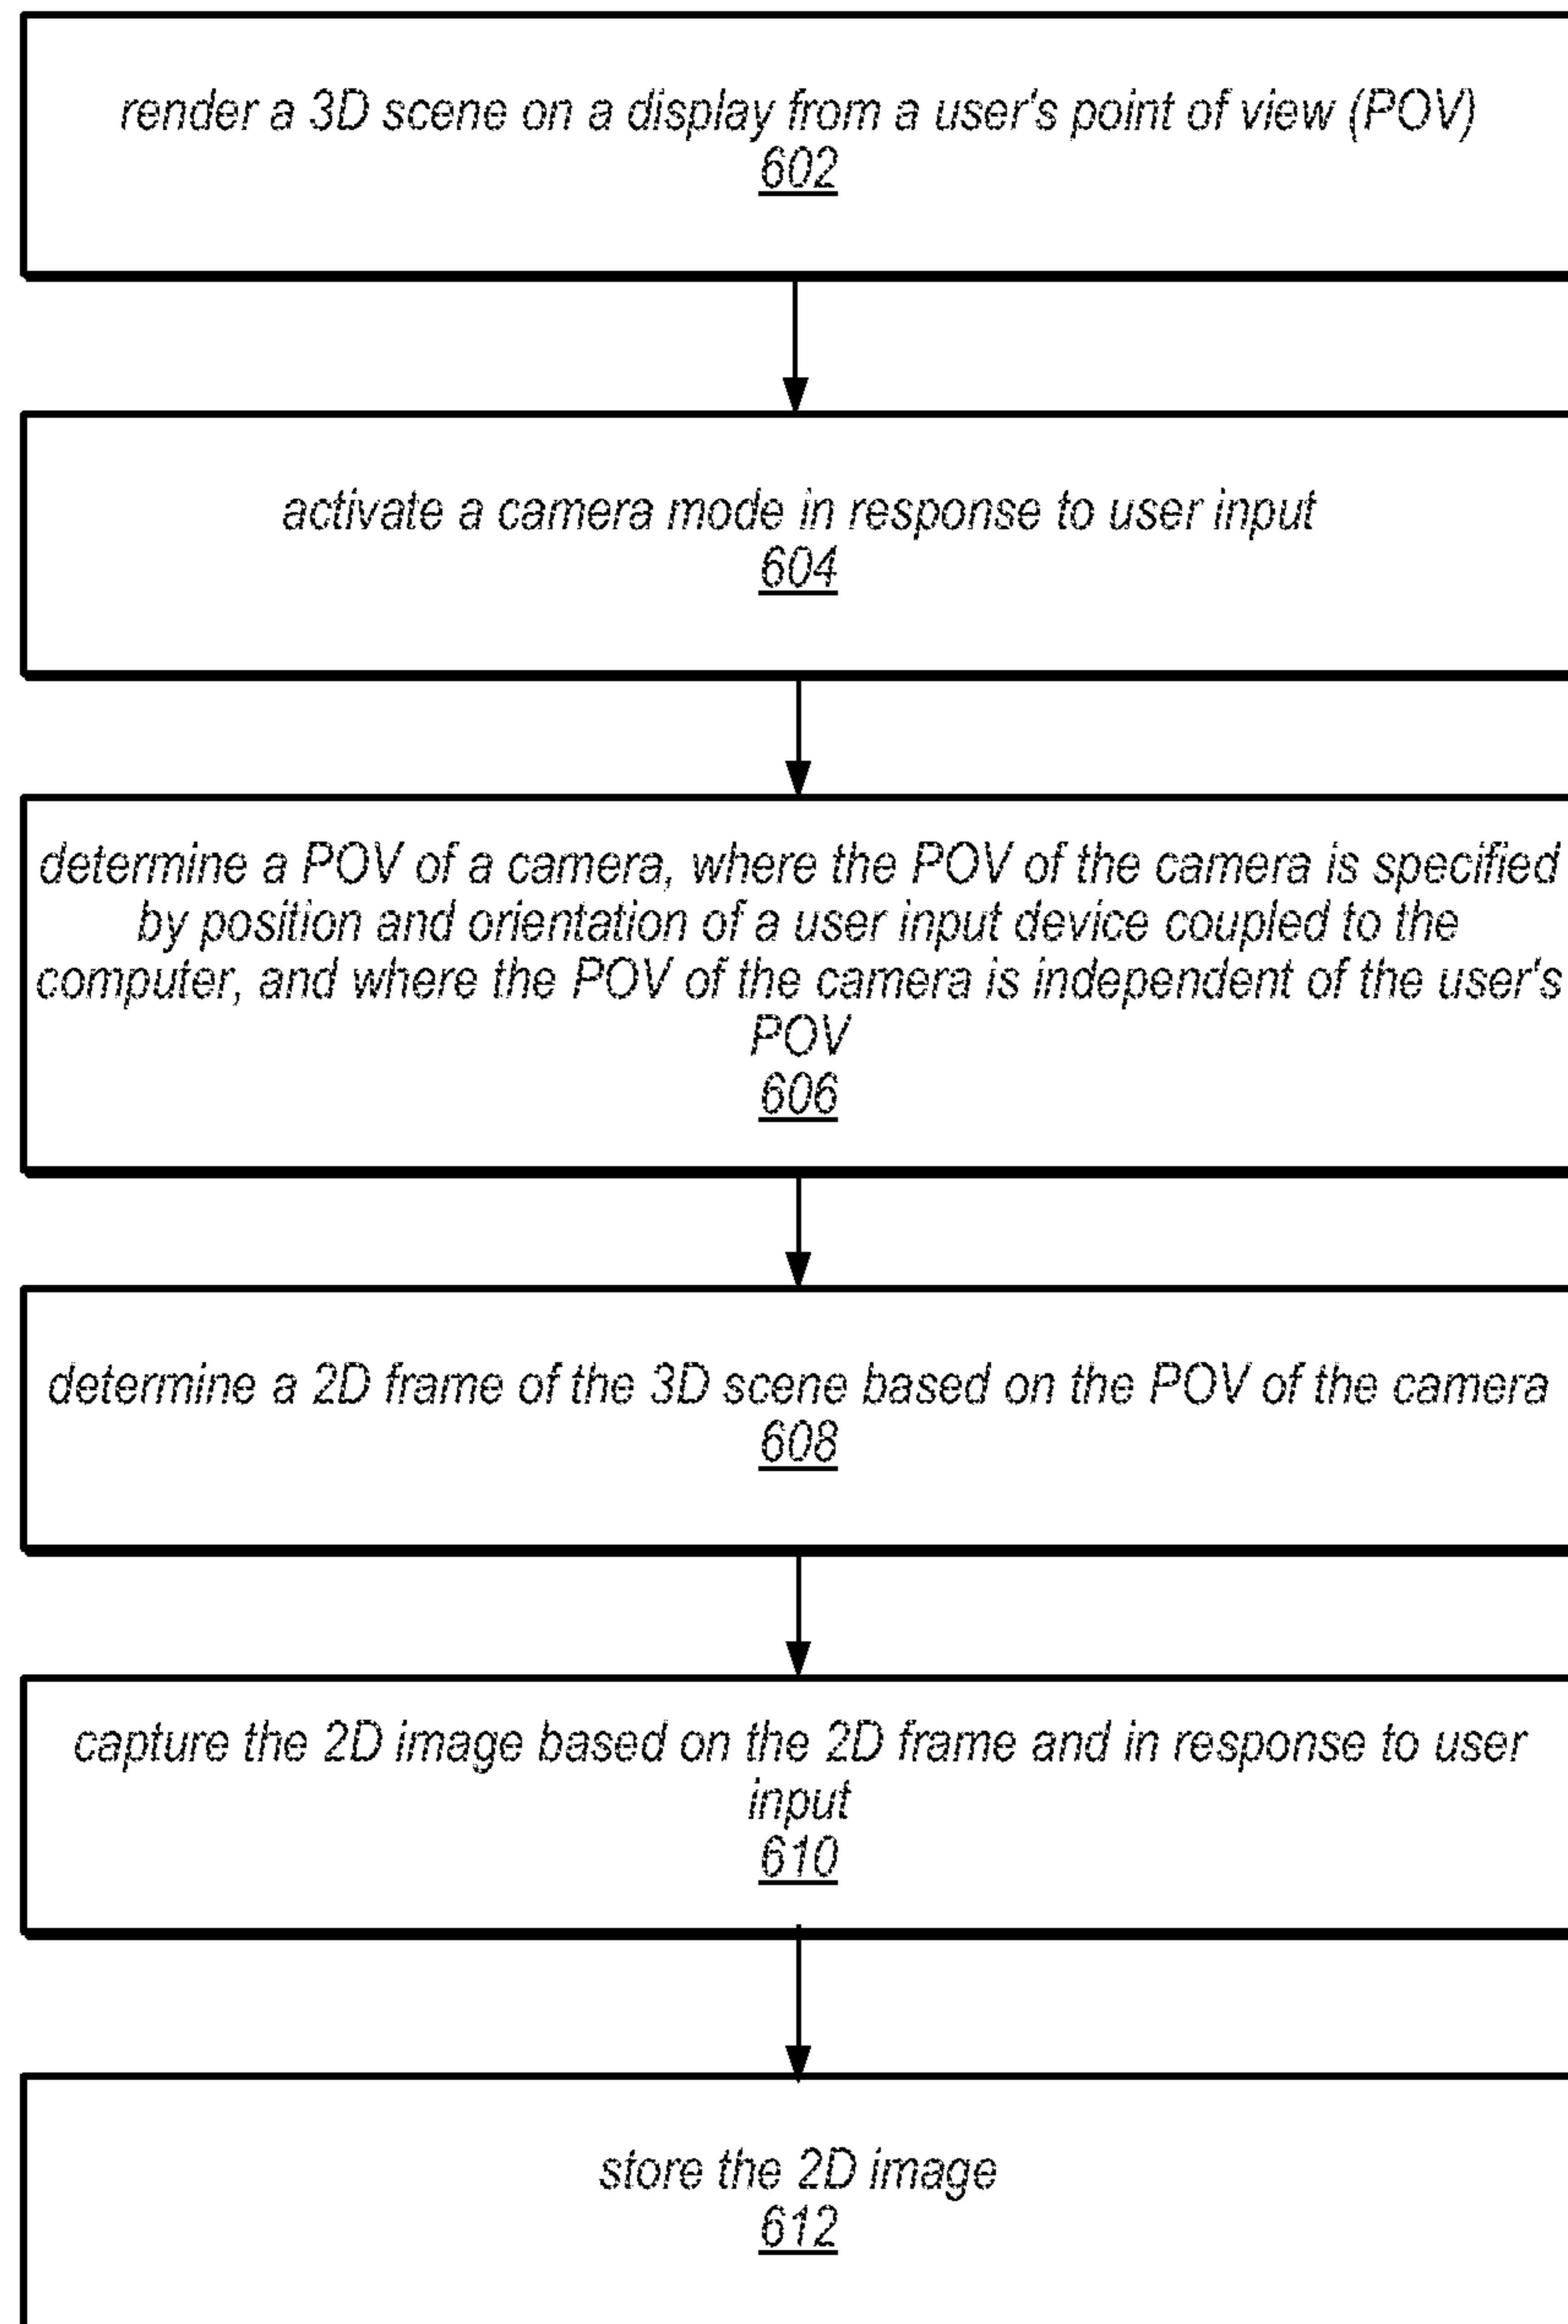 render a 3D scene on a display from a user's point of view (POV)
602
activate a camera mode in response to user input
604
determine a POV of a camera, where the POV of the camera is specified
by position and orientation of a user input device coupled to the
computer, and where the POV of the camera is independent of the user's
POV
606
determine a 2D frame of the 3D scene based on the POV of the camera
608
capture the 2D image based on the 2D frame and in response to user
input
610
store the 2D image
612